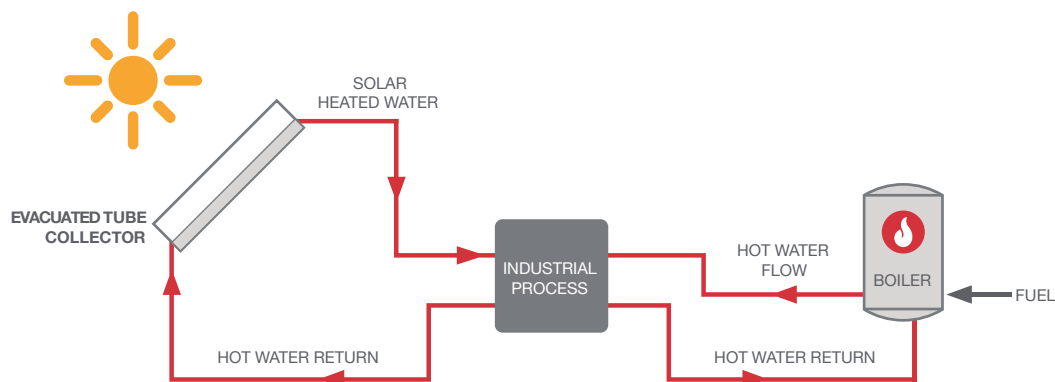 SOLAR
HEATED WATER
EVACUATED TUBE
COLLECTOR
INDUSTRIAL
PROCESS
HOT WATER
FLOW
BOILER
FUEL
HOT WATER RETURN
HOT WATER RETURN